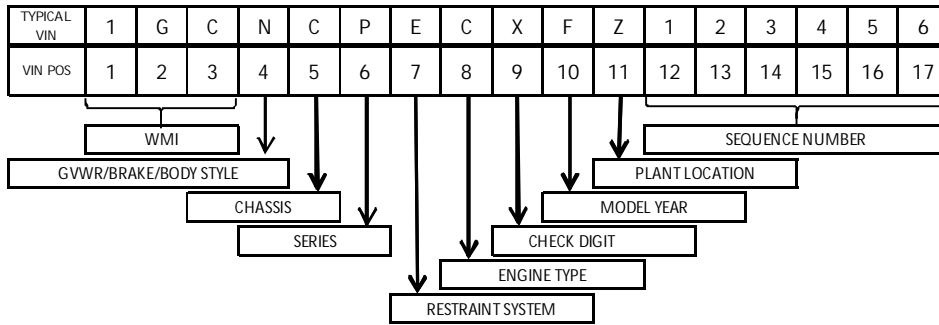 TYPICAL VIN 1 G C N C P E C X F Z 1 2 3 4 5 6
VIN POS 1 2 3 4 5 6 7 8 9 10 11 12 13 14 15 16 17
WMI SEQUENCE NUMBER
GVWR/BRAKE/BODY STYLE PLANT LOCATION
CHASSIS MODEL YEAR
SERIES CHECK DIGIT
ENGINE TYPE
RESTRAINT SYSTEM